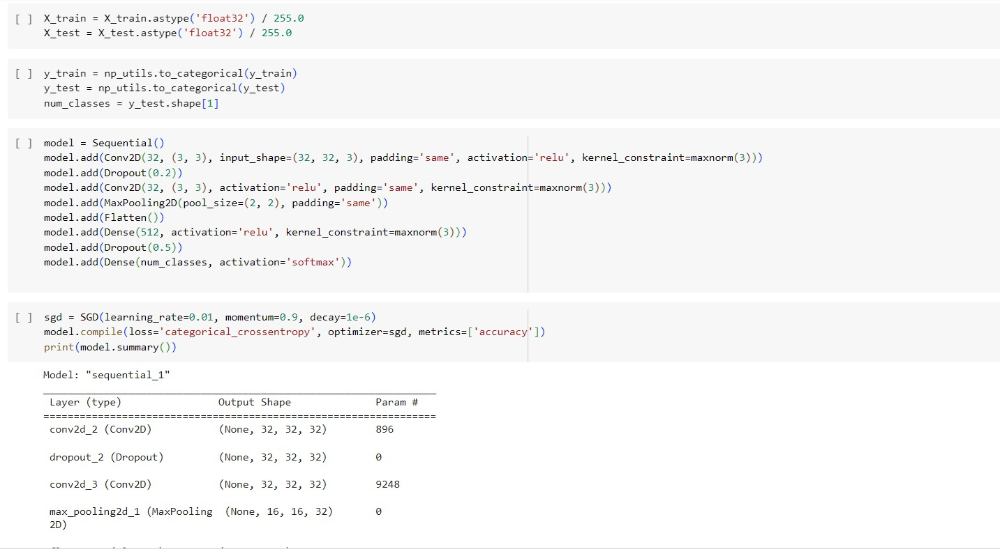 [ ] X_train = X_train.astype('float32') / 255.0
X_test = X_test.astype('float32') / 255.0
[ ] y_train = np_utils.to_categorical(y_train)
y_test = np_utils.to_categorical(y_test)
num_classes = y_test.shape[1]
[ ] model = Sequential()
model.add(Conv2D(32, (3, 3), input_shape=(32, 32, 3), padding='same', activation='relu', kernel_constraint=maxnorm(3)))
model.add(Dropout(0.2))
model.add(Conv2D(32, (3, 3), activation='relu', padding='same', kernel_constraint=maxnorm(3)))
model.add(MaxPooling2D(pool_size=(2, 2), padding='same'))
model.add(Flatten())
model.add(Dense(512, activation='relu', kernel_constraint=maxnorm(3)))
model.add(Dropout(0.5))
model.add(Dense(num_classes, activation='softmax'))
[ ] sgd = SGD(learning_rate=0.01, momentum=0.9, decay=1e-6)
model.compile(loss='categorical_crossentropy', optimizer=sgd, metrics=['accuracy'])
print(model.summary())
Model: "sequential_1"
_________________________________________________________________
Layer (type) Output Shape Param #
=================================================================
conv2d_2 (Conv2D) (None, 32, 32, 32) 896
dropout_2 (Dropout) (None, 32, 32, 32) 0
conv2d_3 (Conv2D) (None, 32, 32, 32) 9248
max_pooling2d_1 (MaxPooling (None, 16, 16, 32) 0
2D)